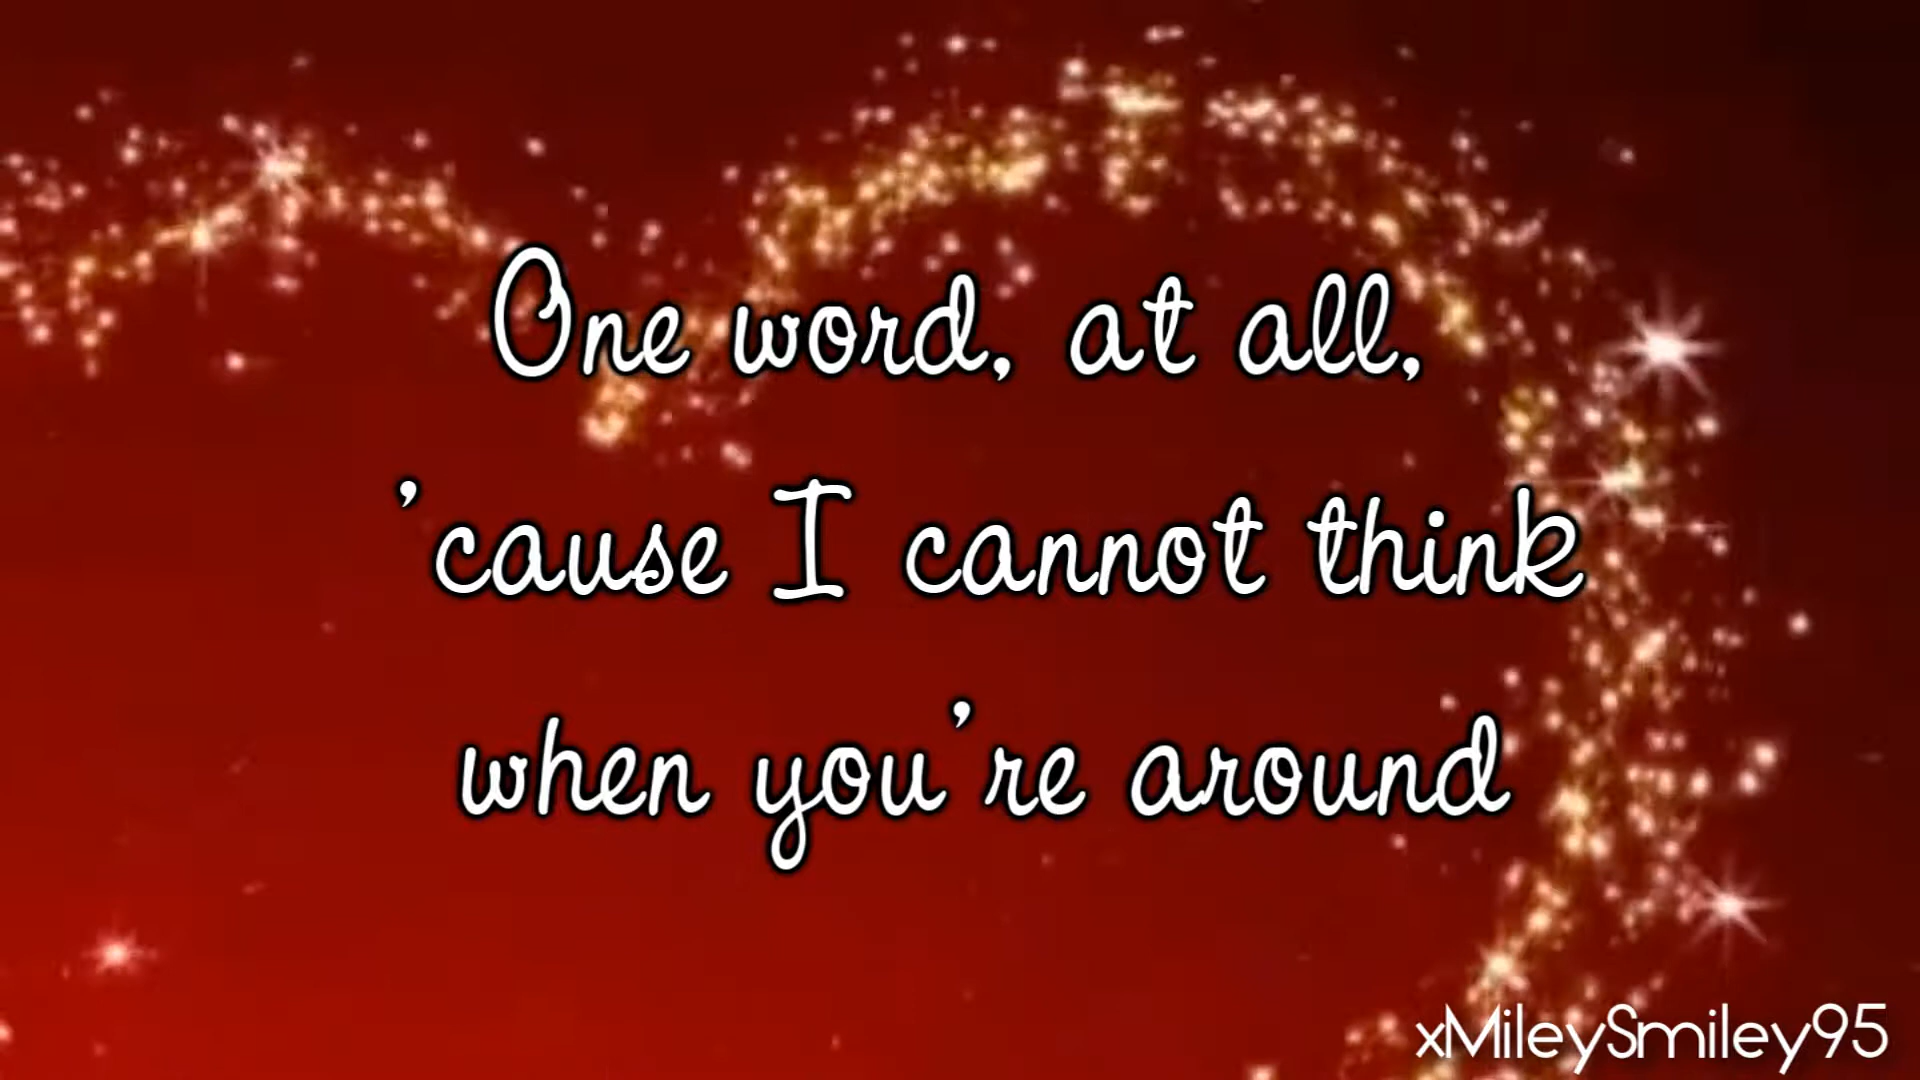 One word, at all,
'cause I cannot think
when you're around
xMileySmiley95